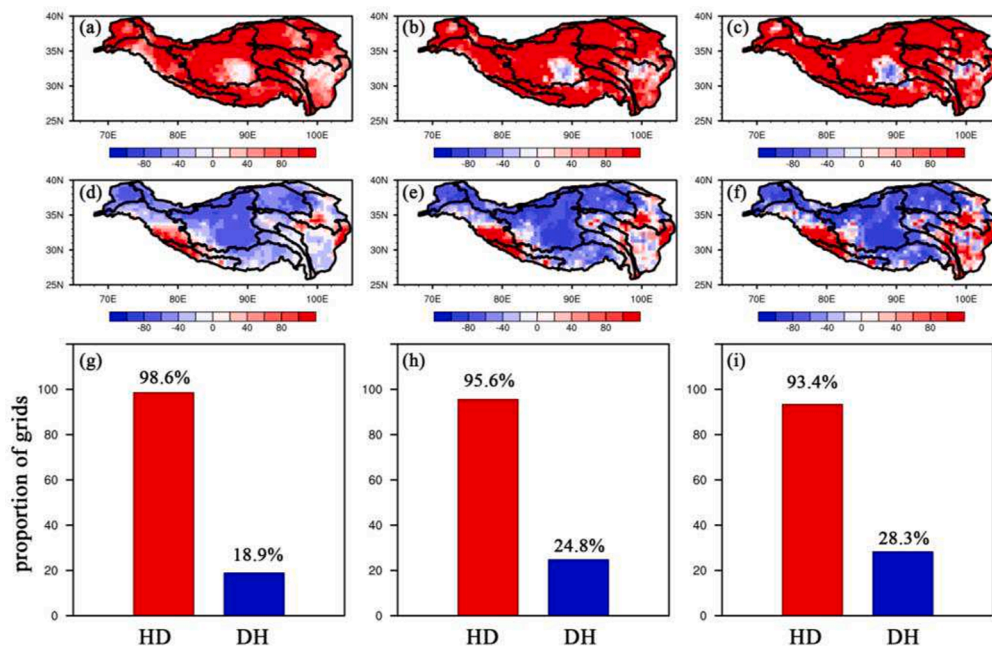 (a) (b) (c)
40N 40N 40N
35N 35N 35N
30N 30N 30N
25N 25N 25N
70E 80E 90E 100E 70E 80E 90E 100E 70E 80E 90E 100E
-80 -40 0 40 80 -80 -40 0 40 80 -80 -40 0 40 80
(d) (e) (f)
40N 40N 40N
35N 35N 35N
30N 30N 30N
25N 25N 25N
70E 80E 90E 100E 70E 80E 90E 100E 70E 80E 90E 100E
-80 -40 0 40 80 -80 -40 0 40 80 -80 -40 0 40 80
proportion of grids
(g) (h) (i)
98.6% 95.6% 93.4%
100 100 100
80 80 80
60 60 60
40 40 40
18.9% 24.8% 28.3%
20 20 20
0 0 0
HD DH HD DH HD DH